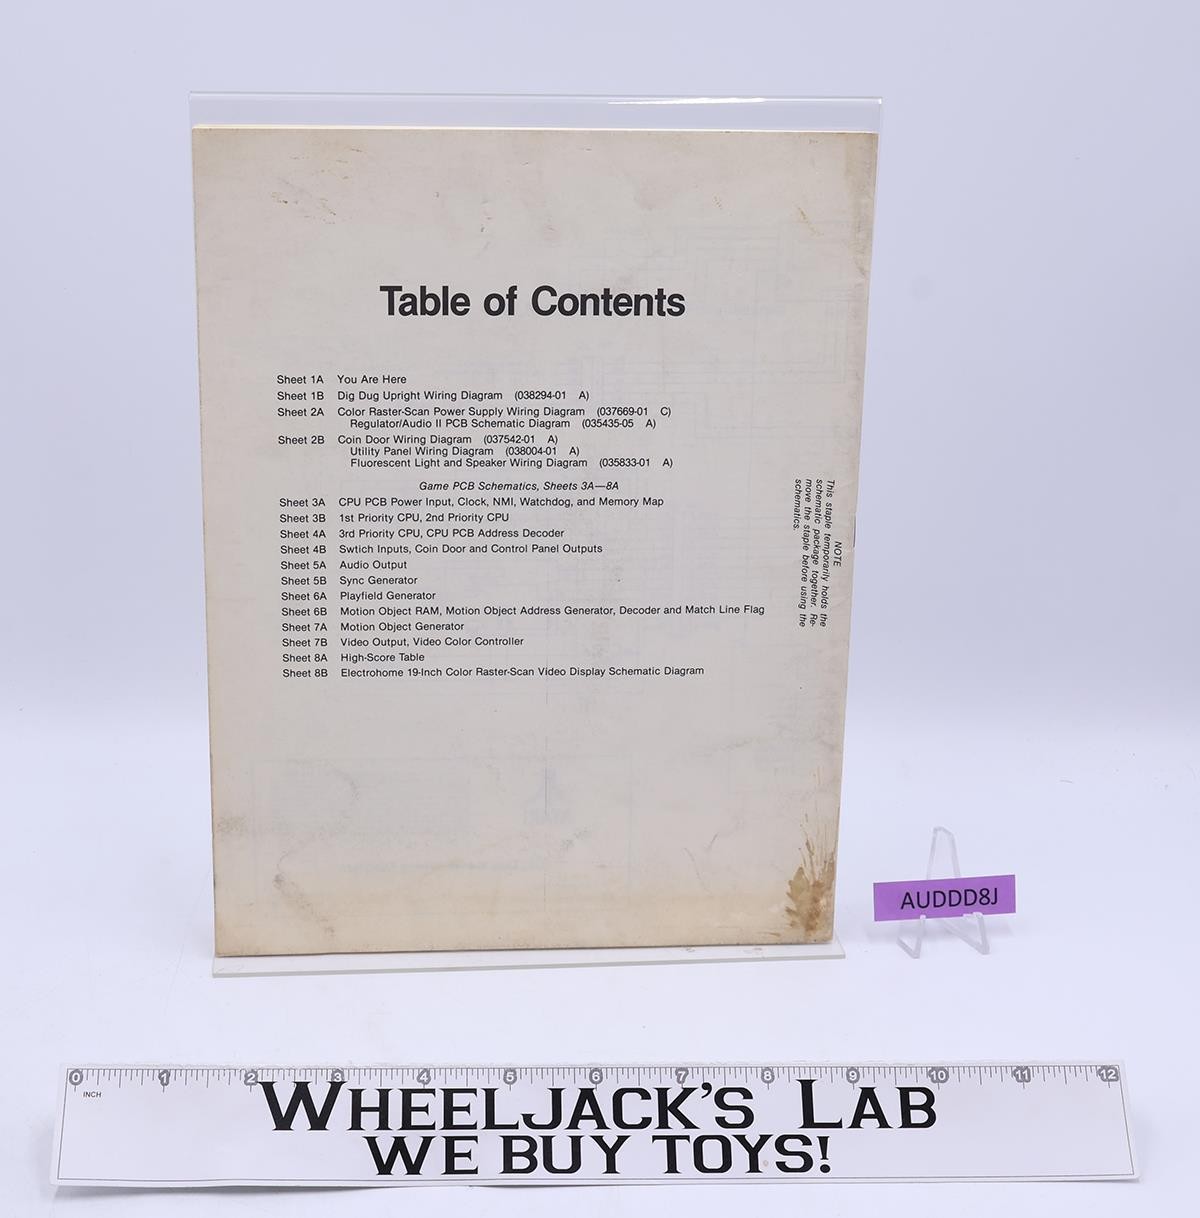 Table of Contents
Sheet 1A You Are Here
Sheet 1B Dig Dug Upright Wiring Diagram (038294-01 A)
Sheet 2A Color Raster-Scan Power Supply Wiring Diagram (037669-01 C)
Regulator/Audio II PCB Schematic Diagram (035435-05 A)
Sheet 2B Coin Door Wiring Diagram (037542-01 A)
Utility Panel Wiring Diagram (038004-01 A)
Fluorescent Light and Speaker Wiring Diagram (035833-01 A)
Game PCB Schematics, Sheets 3A—8A
Sheet 3A CPU PCB Power Input, Clock, NMI, Watchdog, and Memory Map
Sheet 3B 1st Priority CPU, 2nd Priority CPU
Sheet 4A 3rd Priority CPU, CPU PCB Address Decoder
Sheet 4B Swtich Inputs, Coin Door and Control Panel Outputs
Sheet 5A Audio Output
Sheet 5B Sync Generator
Sheet 6A Playfield Generator
Sheet 6B Motion Object RAM, Motion Object Address Generator, Decoder and Match Line Flag
Sheet 7A Motion Object Generator
Sheet 7B Video Output, Video Color Controller
Sheet 8A High-Score Table
Sheet 8B Electrohome 19-Inch Color Raster-Scan Video Display Schematic Diagram
NOTE
This staple temporarily holds the
schematic package together. Re-
move the staple before using the
schematics.
AUDDD8J
0 1 2 3 4 5 6 7 8 9 10 11 12
INCH
WHEELJACK'S LAB
WE BUY TOYS!